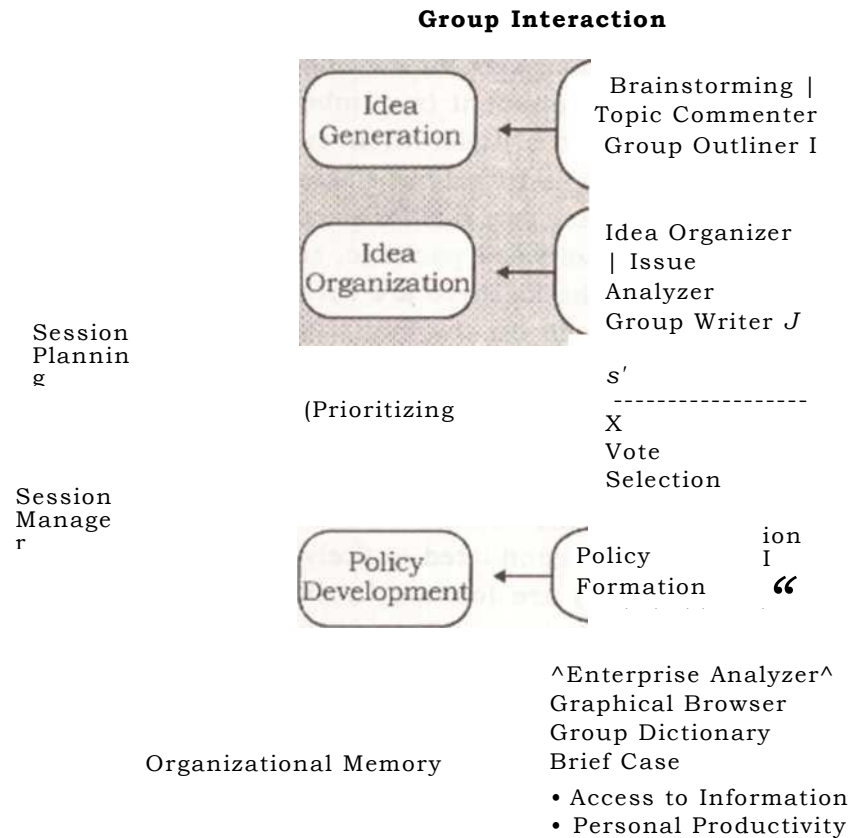 Group Interaction
Idea
Generation
Brainstorming |
Topic Commenter
Group Outliner I
Idea
Organization
Idea Organizer
| Issue
Analyzer
Group Writer J
Session
Plannin
g
(Prioritizing
s'
------------------
X
Vote
Selection
Session
Manage
r
Policy
Development
Policy
Formation
ion
I
“
^Enterprise Analyzer^
Graphical Browser
Group Dictionary
Brief Case
Organizational Memory
• Access to Information
• Personal Productivity